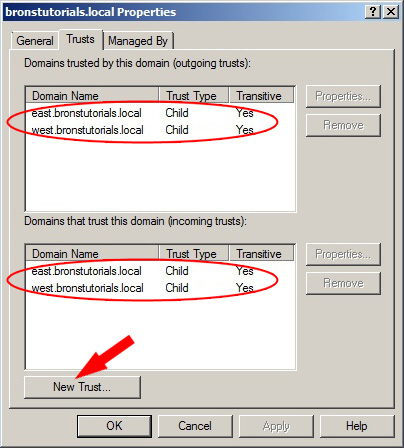 bronstutorials.local Properties
General Trusts Managed By
Domains trusted by this domain (outgoing trusts):
Domain Name Trust Type Transitive
east.bronstutorials.local Child Yes
west.bronstutorials.local Child Yes
Properties...
Remove
Domains that trust this domain (incoming trusts):
Domain Name Trust Type Transitive
east.bronstutorials.local Child Yes
west.bronstutorials.local Child Yes
Properties...
Remove
New Trust...
OK Cancel Apply Help